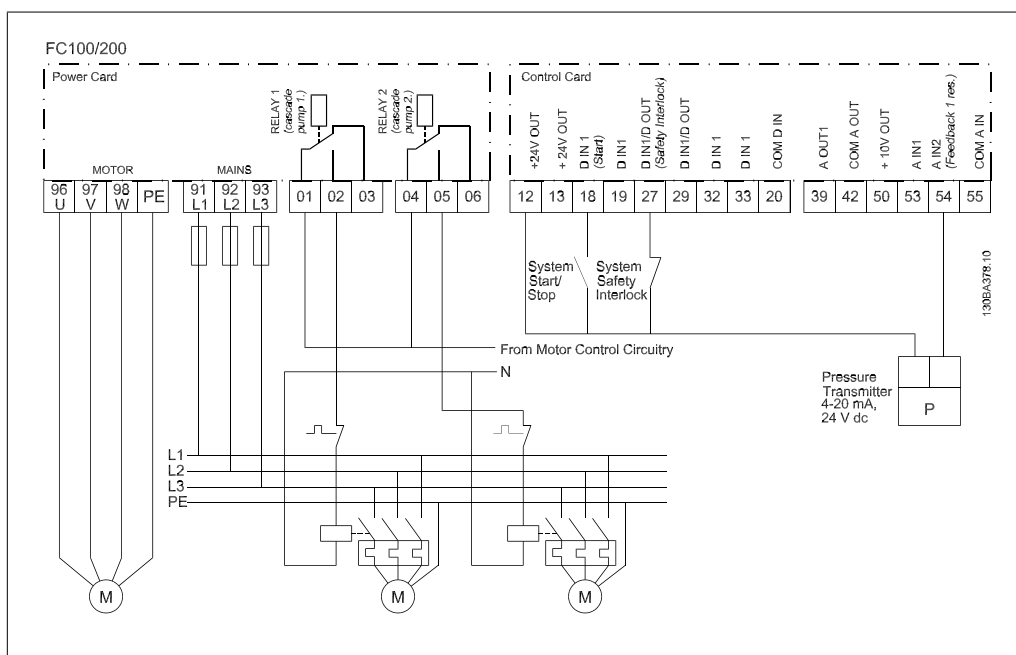 FC100/200
Power Card
RELAY 1
(cascade
pump 1.)
RELAY 2
(cascade
pump 2.)
MOTOR
MAINS
96
U
97
V
98
W
PE
91
L1
92
L2
93
L3
01
02
03
04
05
06
Control Card
+24V OUT
+ 24V OUT
D IN 1
(Start)
D IN1
D IN1/D OUT
(Safety Interlock)
D IN1/D OUT
D IN 1
D IN 1
COM D IN
A OUT1
COM A OUT
+ 10V OUT
A IN1
A IN2
(Feedback 1 res.)
COM A IN
12
13
18
19
27
29
32
33
20
39
42
50
53
54
55
System
Start/
Stop
System
Safety
Interlock
130BA378.10
From Motor Control Circuitry
N
Pressure
Transmitter
4-20 mA,
24 V dc
P
L1
L2
L3
PE
M
M
M